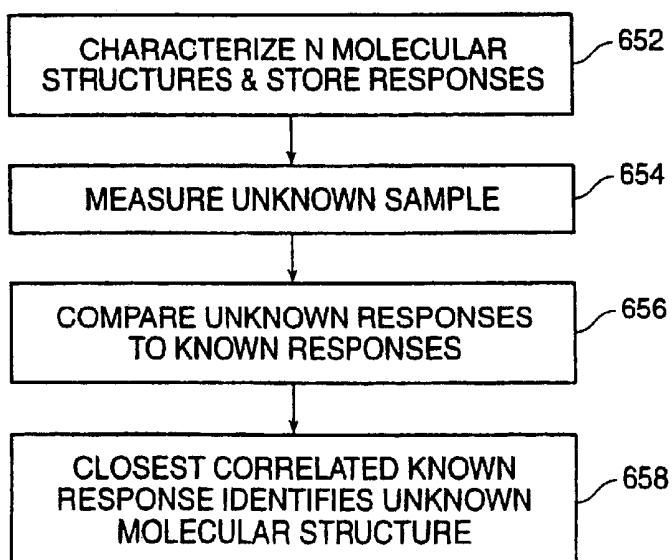 CHARACTERIZE N MOLECULAR
STRUCTURES & STORE RESPONSES
652
MEASURE UNKNOWN SAMPLE
654
COMPARE UNKNOWN RESPONSES
TO KNOWN RESPONSES
656
CLOSEST CORRELATED KNOWN
RESPONSE IDENTIFIES UNKNOWN
MOLECULAR STRUCTURE
658